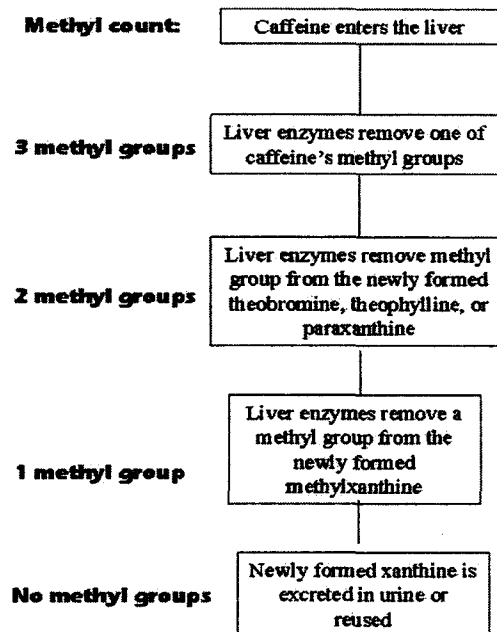 Methyl count:
Caffeine enters the liver
3 methyl groups
Liver enzymes remove one of
caffeine's methyl groups
2 methyl groups
Liver enzymes remove methyl
group from the newly formed
theobromine, theophylline, or
paraxanthine
1 methyl group
Liver enzymes remove a
methyl group from the
newly formed
methylxanthine
No methyl groups
Newly formed xanthine is
excreted in urine or
reused